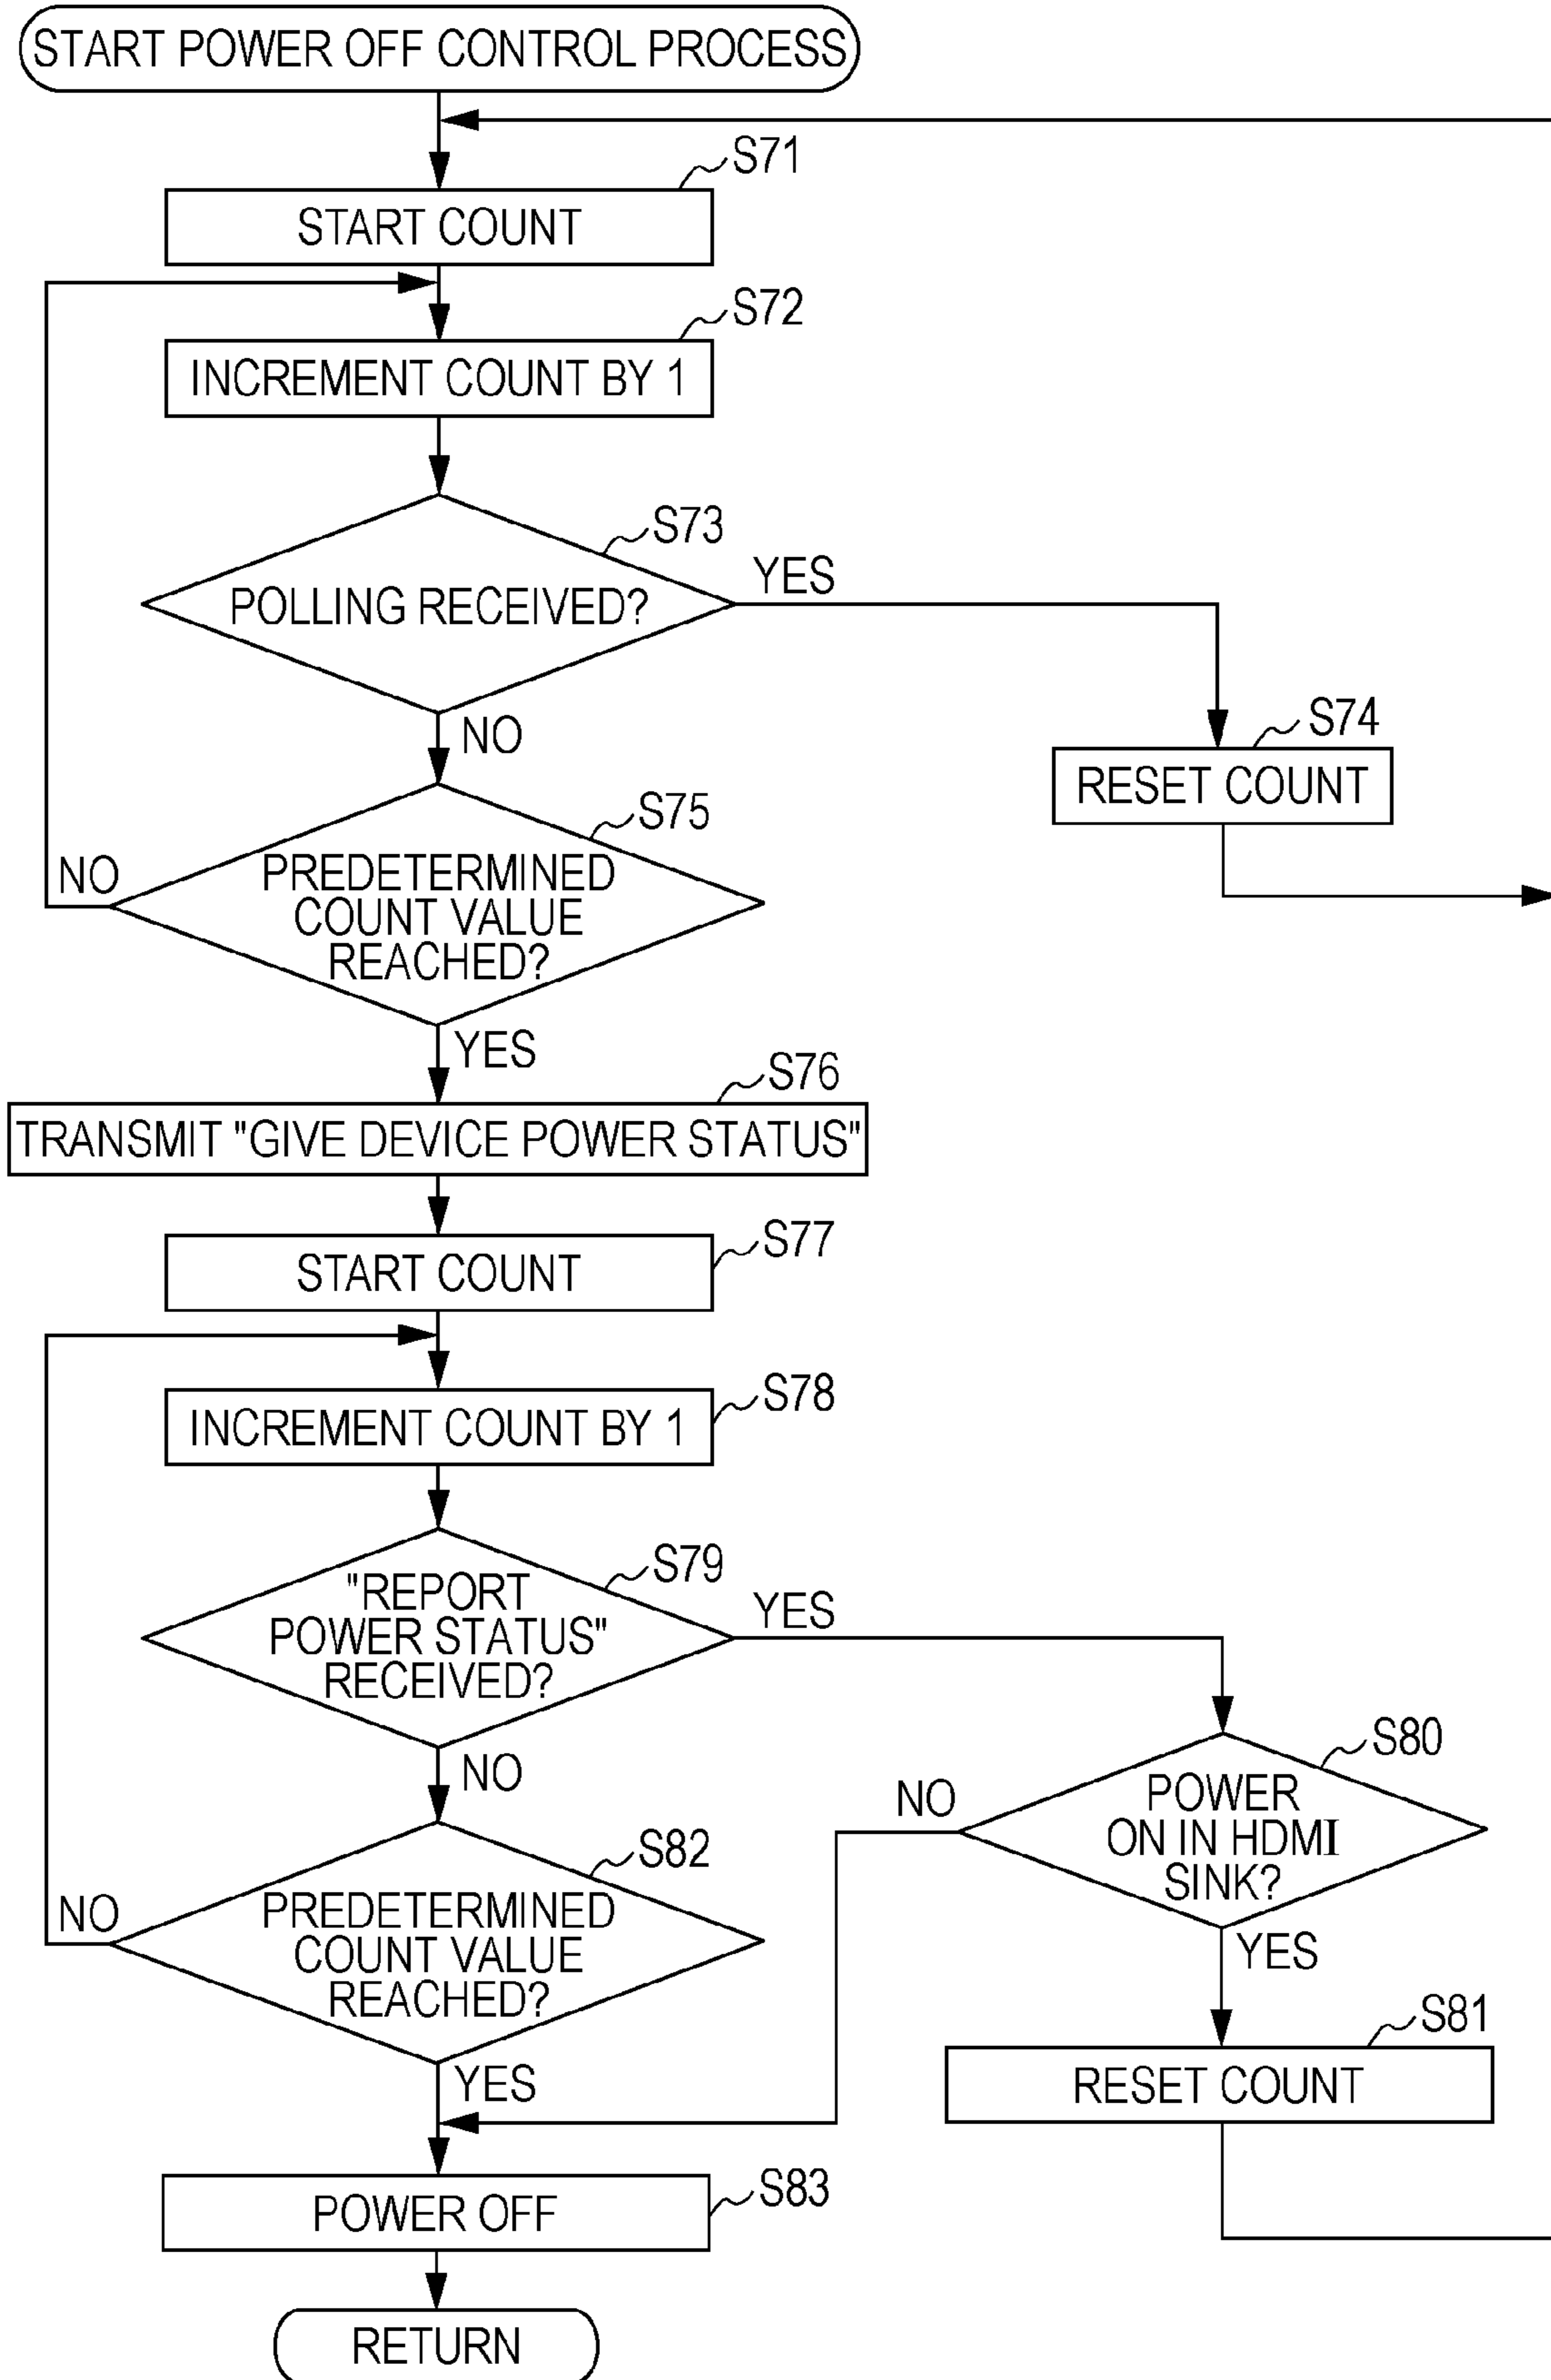 START POWER OFF CONTROL PROCESS
S71
START COUNT
S72
INCREMENT COUNT BY 1
S73
POLLING RECEIVED?
YES
NO
S74
RESET COUNT
S75
PREDETERMINED
COUNT VALUE
REACHED?
NO
YES
S76
TRANSMIT "GIVE DEVICE POWER STATUS"
S77
START COUNT
S78
INCREMENT COUNT BY 1
S79
"REPORT
POWER STATUS"
RECEIVED?
YES
NO
S80
POWER
ON IN HDMI
SINK?
NO
YES
S81
RESET COUNT
S82
PREDETERMINED
COUNT VALUE
REACHED?
NO
YES
S83
POWER OFF
RETURN